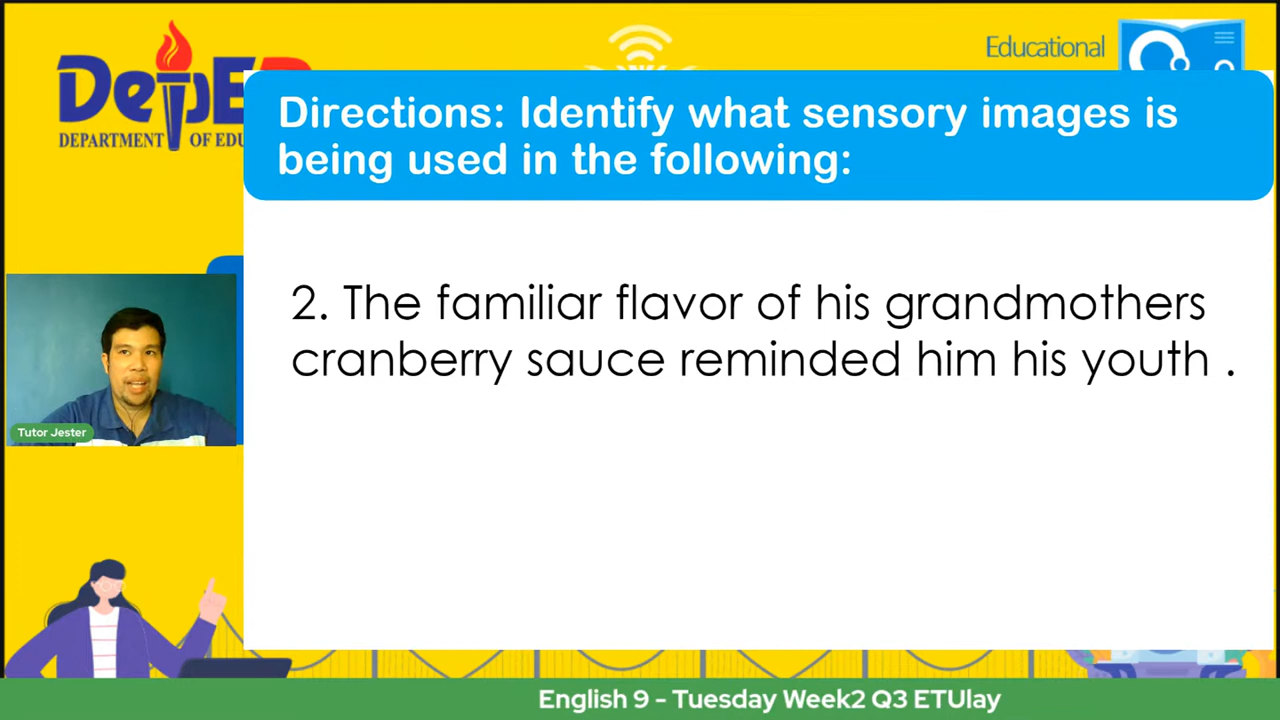 DepED
DEPARTMENT OF EDU
Educational
Directions: Identify what sensory images is
being used in the following:
2. The familiar flavor of his grandmothers
cranberry sauce reminded him his youth .
Tutor Jester
English 9 - Tuesday Week2 Q3 ETUlay